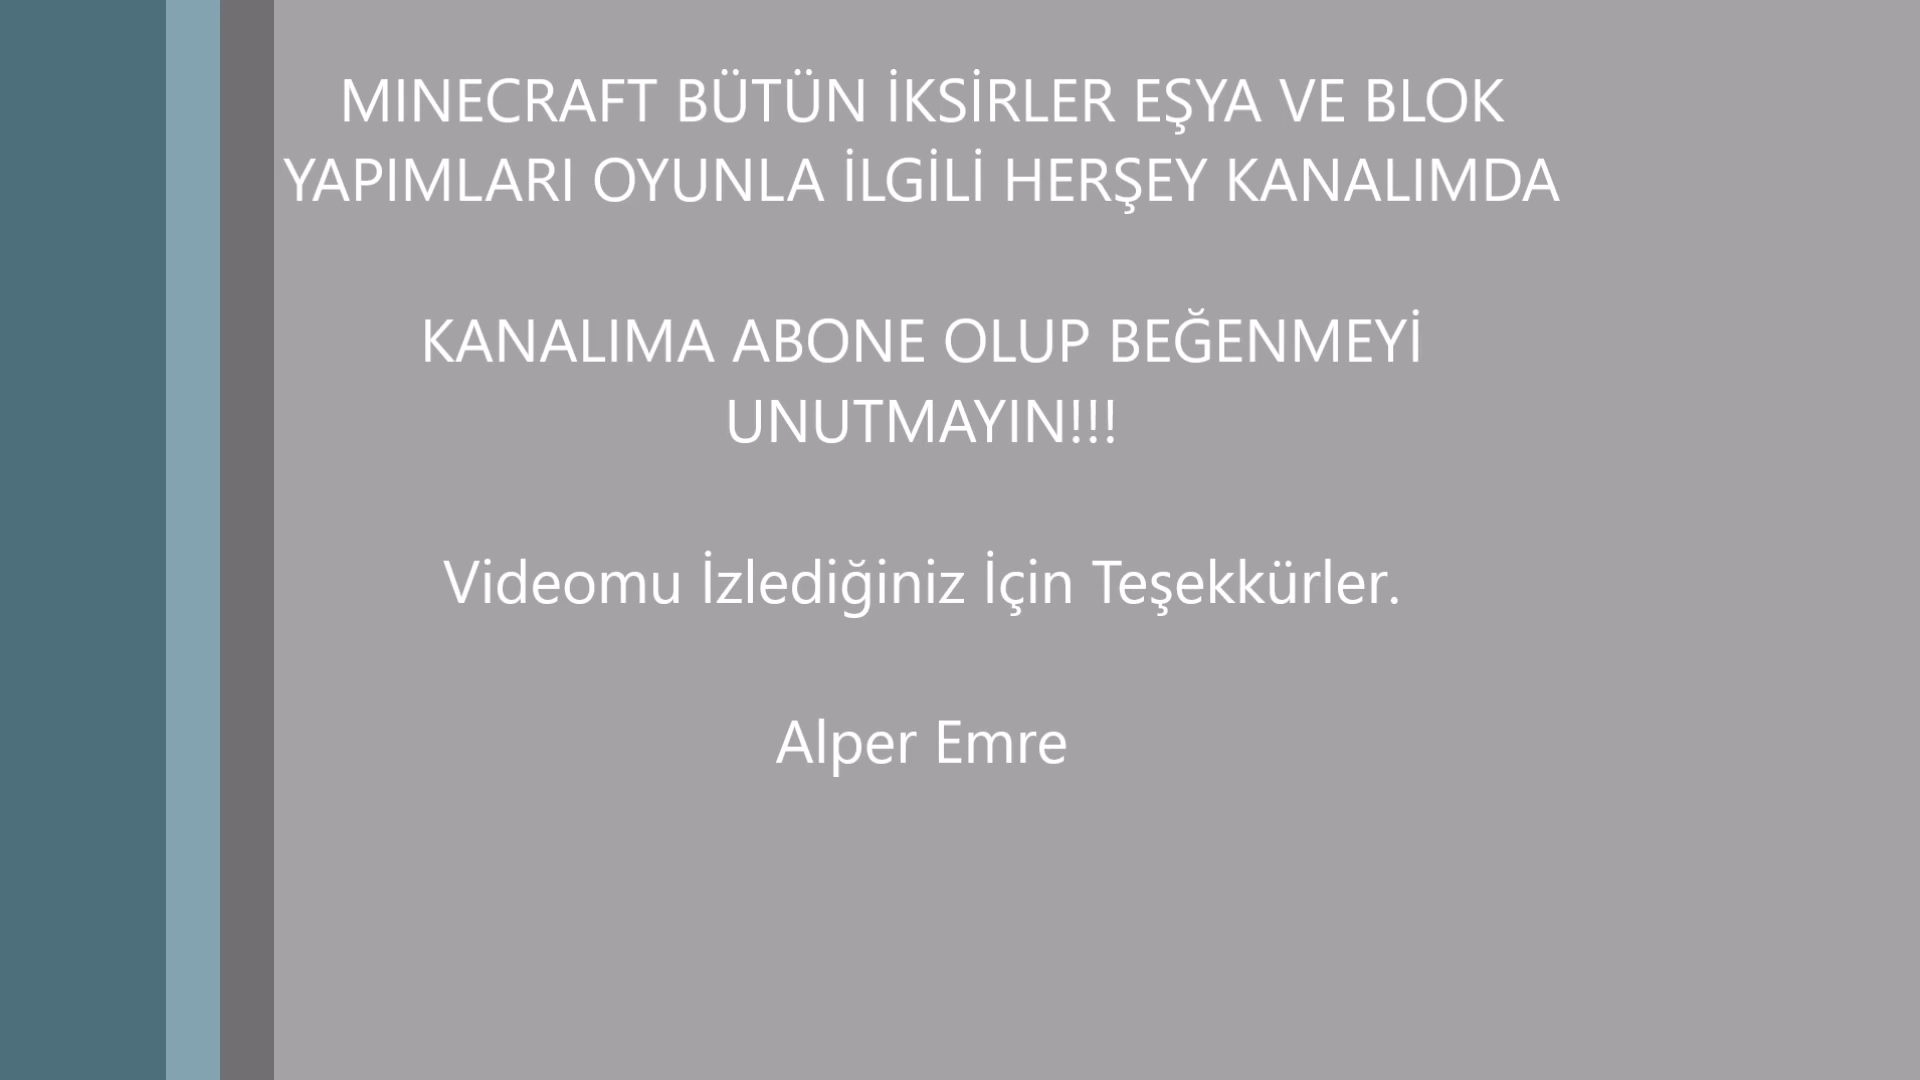 MINECRAFT BÜTÜN İKSİRLER EŞYA VE BLOK
YAPIMLARI OYUNLA İLGİLİ HERŞEY KANALIMDA
KANALIMA ABONE OLUP BEĞENMEYİ
UNUTMAYIN!!!
Videomu İzlediğiniz İçin Teşekkürler.
Alper Emre